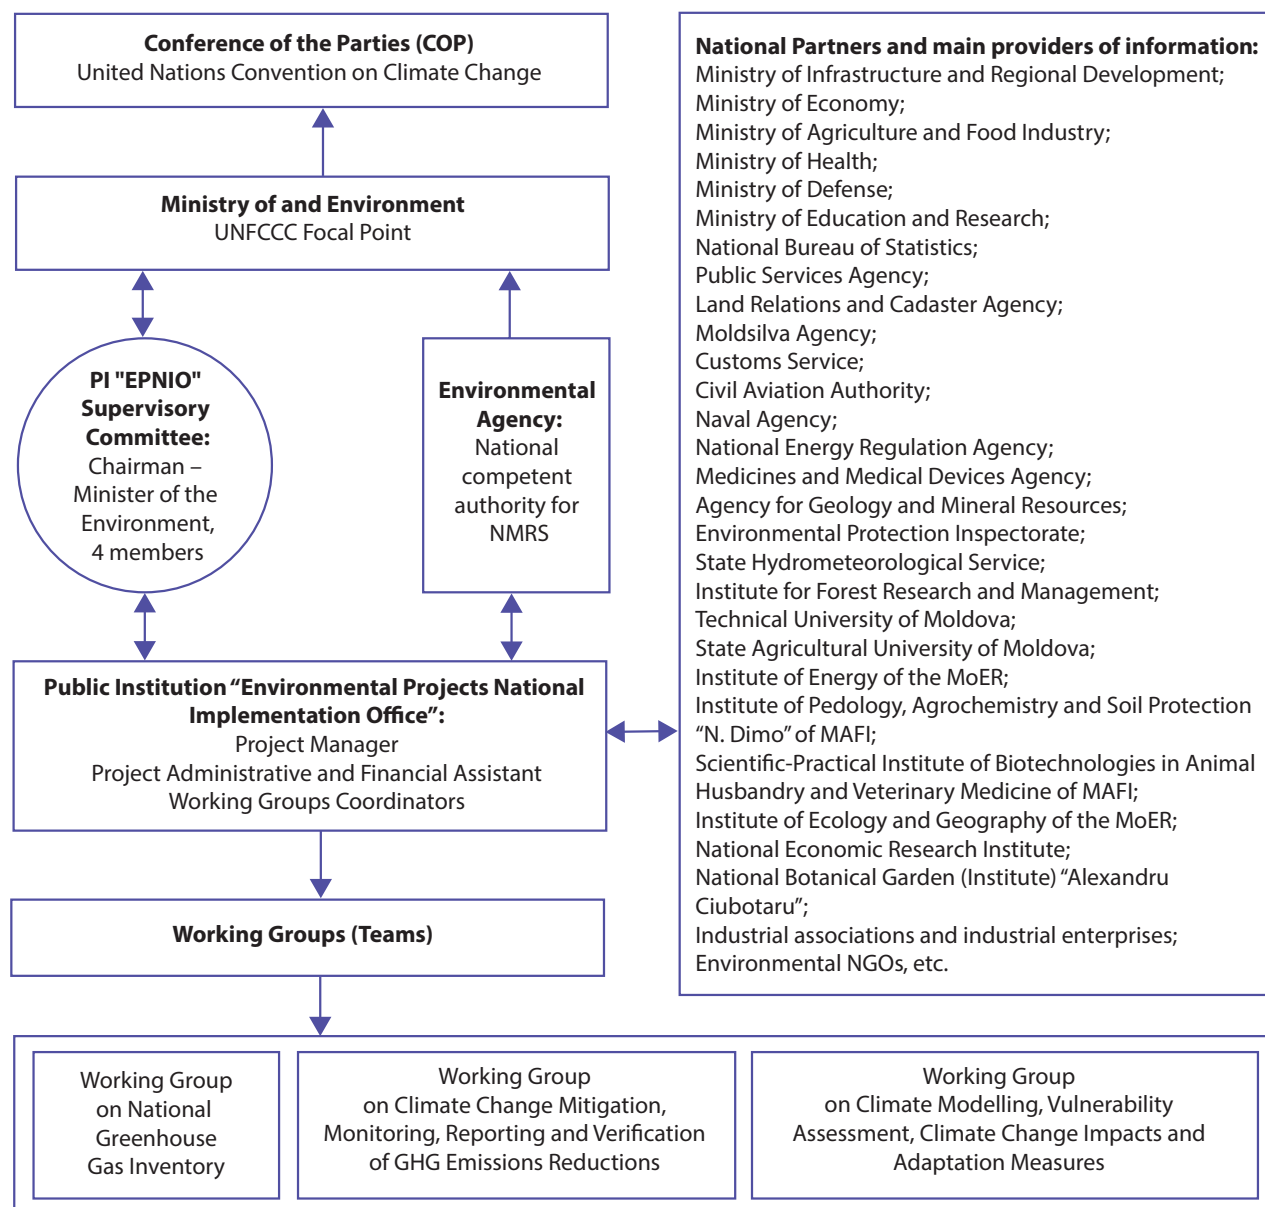 Conference of the Parties (COP)
United Nations Convention on Climate Change
Ministry of and Environment
UNFCCC Focal Point
PI "EPNIO"
Supervisory
Committee:
Chairman –
Minister of the
Environment,
4 members
Environmental
Agency:
National
competent
authority for
NMRS
Public Institution “Environmental Projects National
Implementation Office”:
Project Manager
Project Administrative and Financial Assistant
Working Groups Coordinators
Working Groups (Teams)
National Partners and main providers of information:
Ministry of Infrastructure and Regional Development;
Ministry of Economy;
Ministry of Agriculture and Food Industry;
Ministry of Health;
Ministry of Defense;
Ministry of Education and Research;
National Bureau of Statistics;
Public Services Agency;
Land Relations and Cadaster Agency;
Moldsilva Agency;
Customs Service;
Civil Aviation Authority;
Naval Agency;
National Energy Regulation Agency;
Medicines and Medical Devices Agency;
Agency for Geology and Mineral Resources;
Environmental Protection Inspectorate;
State Hydrometeorological Service;
Institute for Forest Research and Management;
Technical University of Moldova;
State Agricultural University of Moldova;
Institute of Energy of the MoER;
Institute of Pedology, Agrochemistry and Soil Protection
“N. Dimo” of MAFI;
Scientific-Practical Institute of Biotechnologies in Animal
Husbandry and Veterinary Medicine of MAFI;
Institute of Ecology and Geography of the MoER;
National Economic Research Institute;
National Botanical Garden (Institute) “Alexandru
Ciubotaru”;
Industrial associations and industrial enterprises;
Environmental NGOs, etc.
Working Group
on National
Greenhouse
Gas Inventory
Working Group
on Climate Change Mitigation,
Monitoring, Reporting and Verification
of GHG Emissions Reductions
Working Group
on Climate Modelling, Vulnerability
Assessment, Climate Change Impacts and
Adaptation Measures